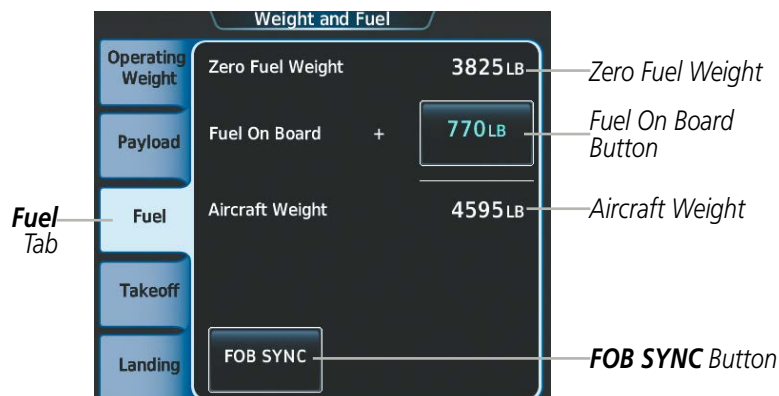 Weight and Fuel
Operating
Weight
Zero Fuel Weight
3825LB
Zero Fuel Weight
Payload
Fuel On Board + 770LB
Fuel On Board
Button
Fuel
Tab
Fuel
Aircraft Weight
4595LB
Aircraft Weight
Takeoff
Landing
FOB SYNC
FOB SYNC Button